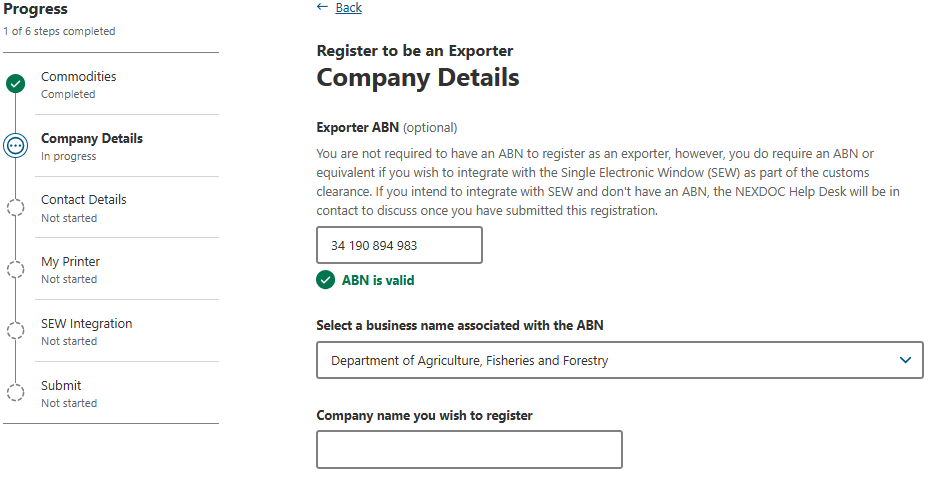 Progress
1 of 6 steps completed
Commodities
Completed
Company Details
In progress
Contact Details
Not started
My Printer
Not started
SEW Integration
Not started
Submit
Not started
← Back
Register to be an Exporter
Company Details
Exporter ABN (optional)
You are not required to have an ABN to register as an exporter, however, you do require an ABN or
equivalent if you wish to integrate with the Single Electronic Window (SEW) as part of the customs
clearance. If you intend to integrate with SEW and don't have an ABN, the NEXDOC Help Desk will be in
contact to discuss once you have submitted this registration.
34 190 894 983
ABN is valid
Select a business name associated with the ABN
Department of Agriculture, Fisheries and Forestry
Company name you wish to register